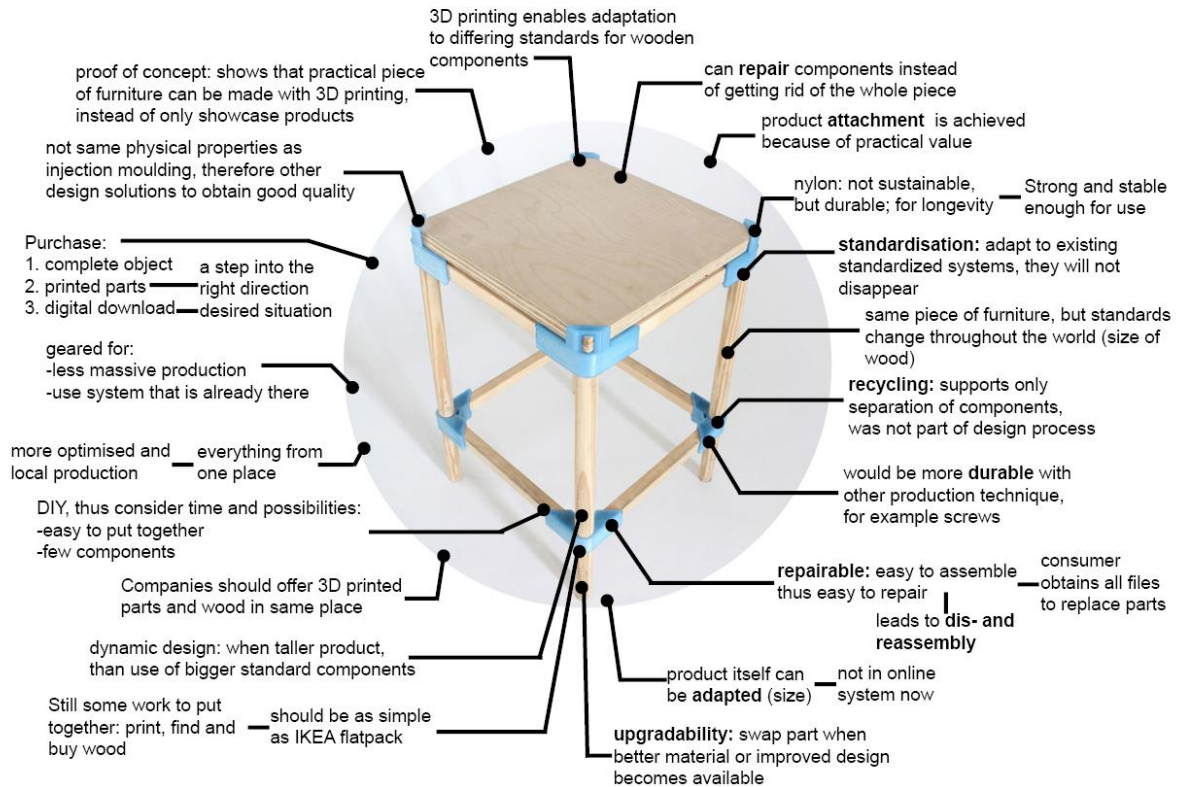 3D printing enables adaptation
to differing standards for wooden
components
proof of concept: shows that practical piece
of furniture can be made with 3D printing,
instead of only showcase products
can repair components instead
of getting rid of the whole piece
product attachment is achieved
because of practical value
not same physical properties as
injection moulding, therefore other
design solutions to obtain good quality
nylon: not sustainable,
but durable; for longevity
Strong and stable
enough for use
Purchase:
1. complete object
2. printed parts
3. digital download
a step into the
right direction
desired situation
standardisation: adapt to existing
standardized systems, they will not
disappear
same piece of furniture, but standards
change throughout the world (size of
wood)
geared for:
-less massive production
-use system that is already there
recycling: supports only
separation of components,
was not part of design process
more optimised and
local production
everything from
one place
would be more durable with
other production technique,
for example screws
DIY, thus consider time and possibilities:
-easy to put together
-few components
Companies should offer 3D printed
parts and wood in same place
repairable: easy to assemble
thus easy to repair
consumer
obtains all files
to replace parts
leads to dis- and
reassembly
dynamic design: when taller product,
than use of bigger standard components
product itself can
be adapted (size)
not in online
system now
Still some work to put
together: print, find and
buy wood
should be as simple
as IKEA flatpack
upgradability: swap part when
better material or improved design
becomes available